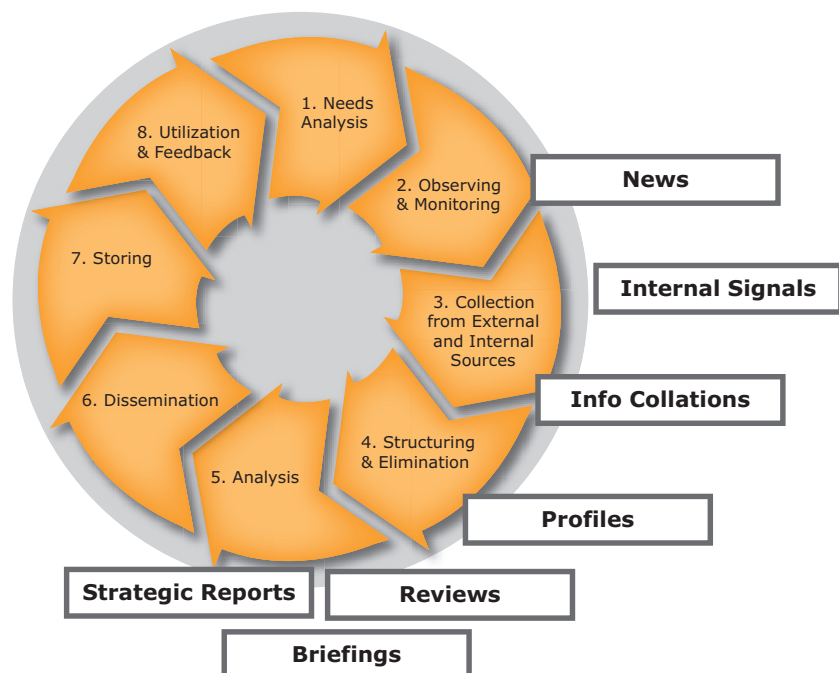 1. Needs
Analysis
2. Observing
& Monitoring
3. Collection
from External
and Internal
Sources
4. Structuring
& Elimination
5. Analysis
6. Dissemination
7. Storing
8. Utilization
& Feedback
News
Internal Signals
Info Collations
Profiles
Reviews
Strategic Reports
Briefings